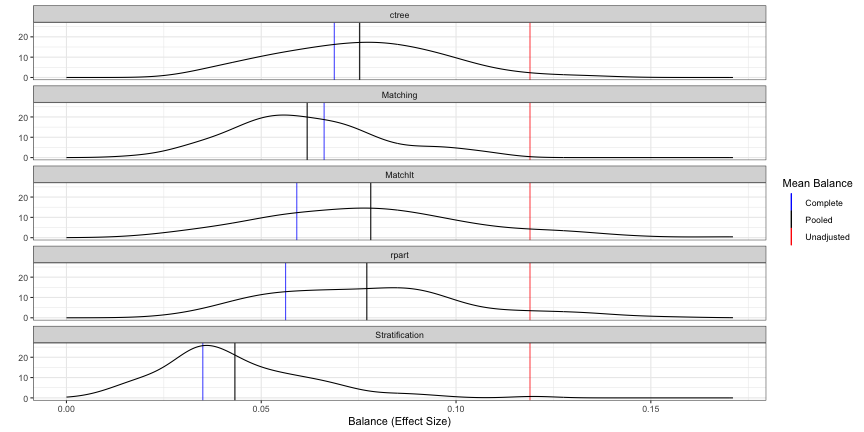 ctree
20
10
0
Matching
20
10
0
MatchIt
20
10
0
rpart
20
10
0
Stratification
20
10
0
0.00 0.05 0.10 0.15
Balance (Effect Size)
Mean Balance
Complete
Pooled
Unadjusted